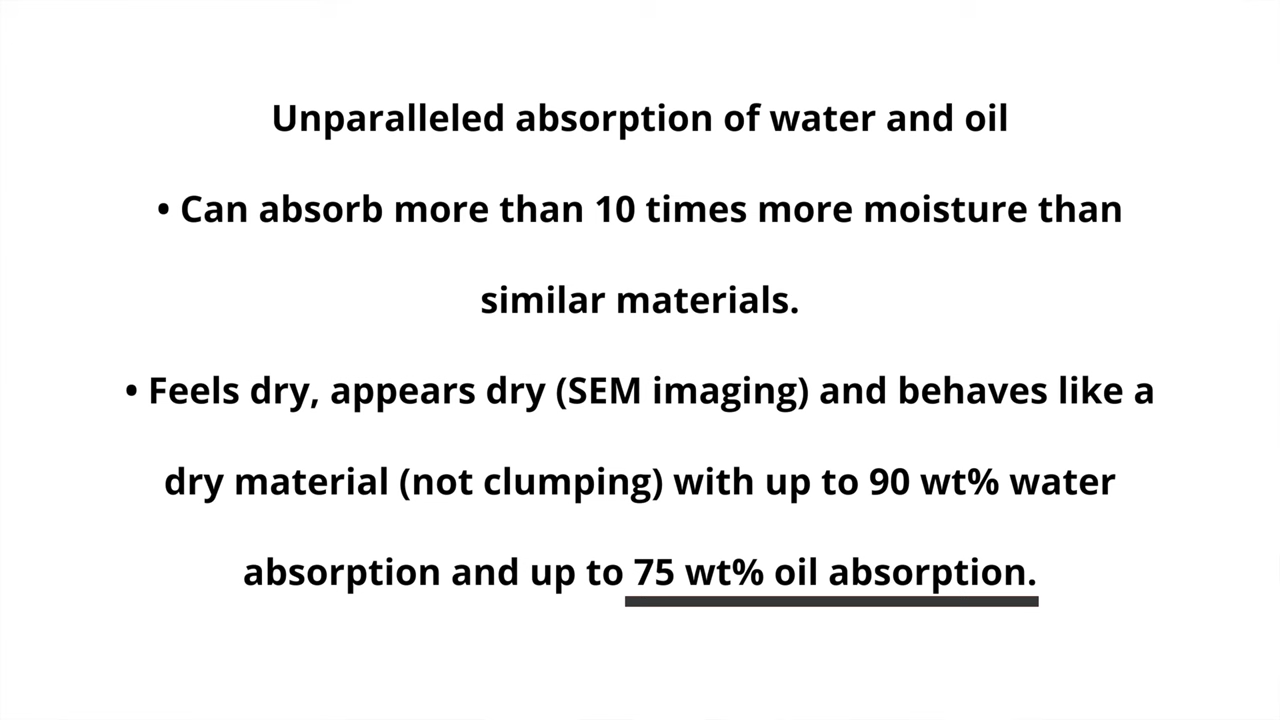 Unparalleled absorption of water and oil
• Can absorb more than 10 times more moisture than
similar materials.
• Feels dry, appears dry (SEM imaging) and behaves like a
dry material (not clumping) with up to 90 wt% water
absorption and up to 75 wt% oil absorption.